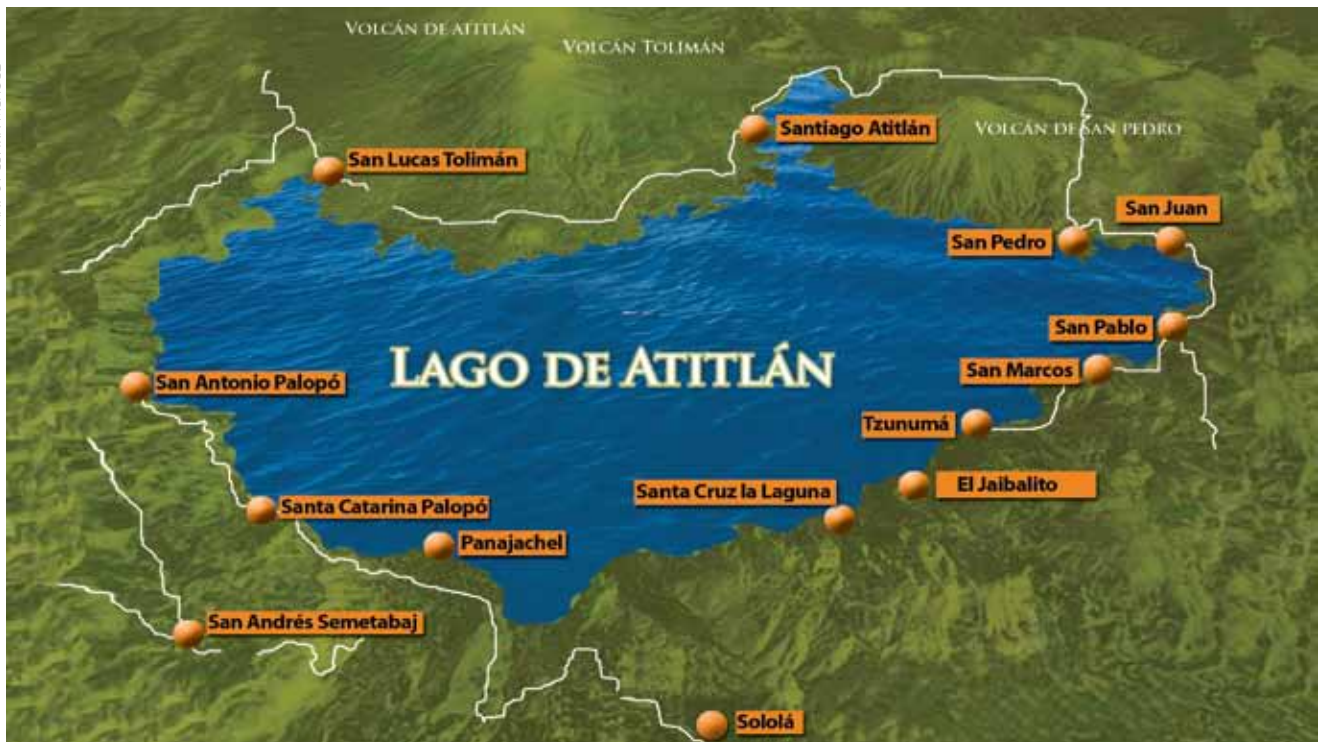 VOLCÁN DE ATITLÁN
VOLCÁN TOLIMÁN
Santiago Atitlán
VOLCÁN DE SAN PEDRO
San Lucas Tolimán
San Juan
San Pedro
San Pablo
LAGO DE ATITLÁN
San Marcos
San Antonio Palopó
Tzunumá
El Jaibalito
Santa Cruz la Laguna
Santa Catarina Palopó
Panajachel
San Andrés Semetabaj
Sololá